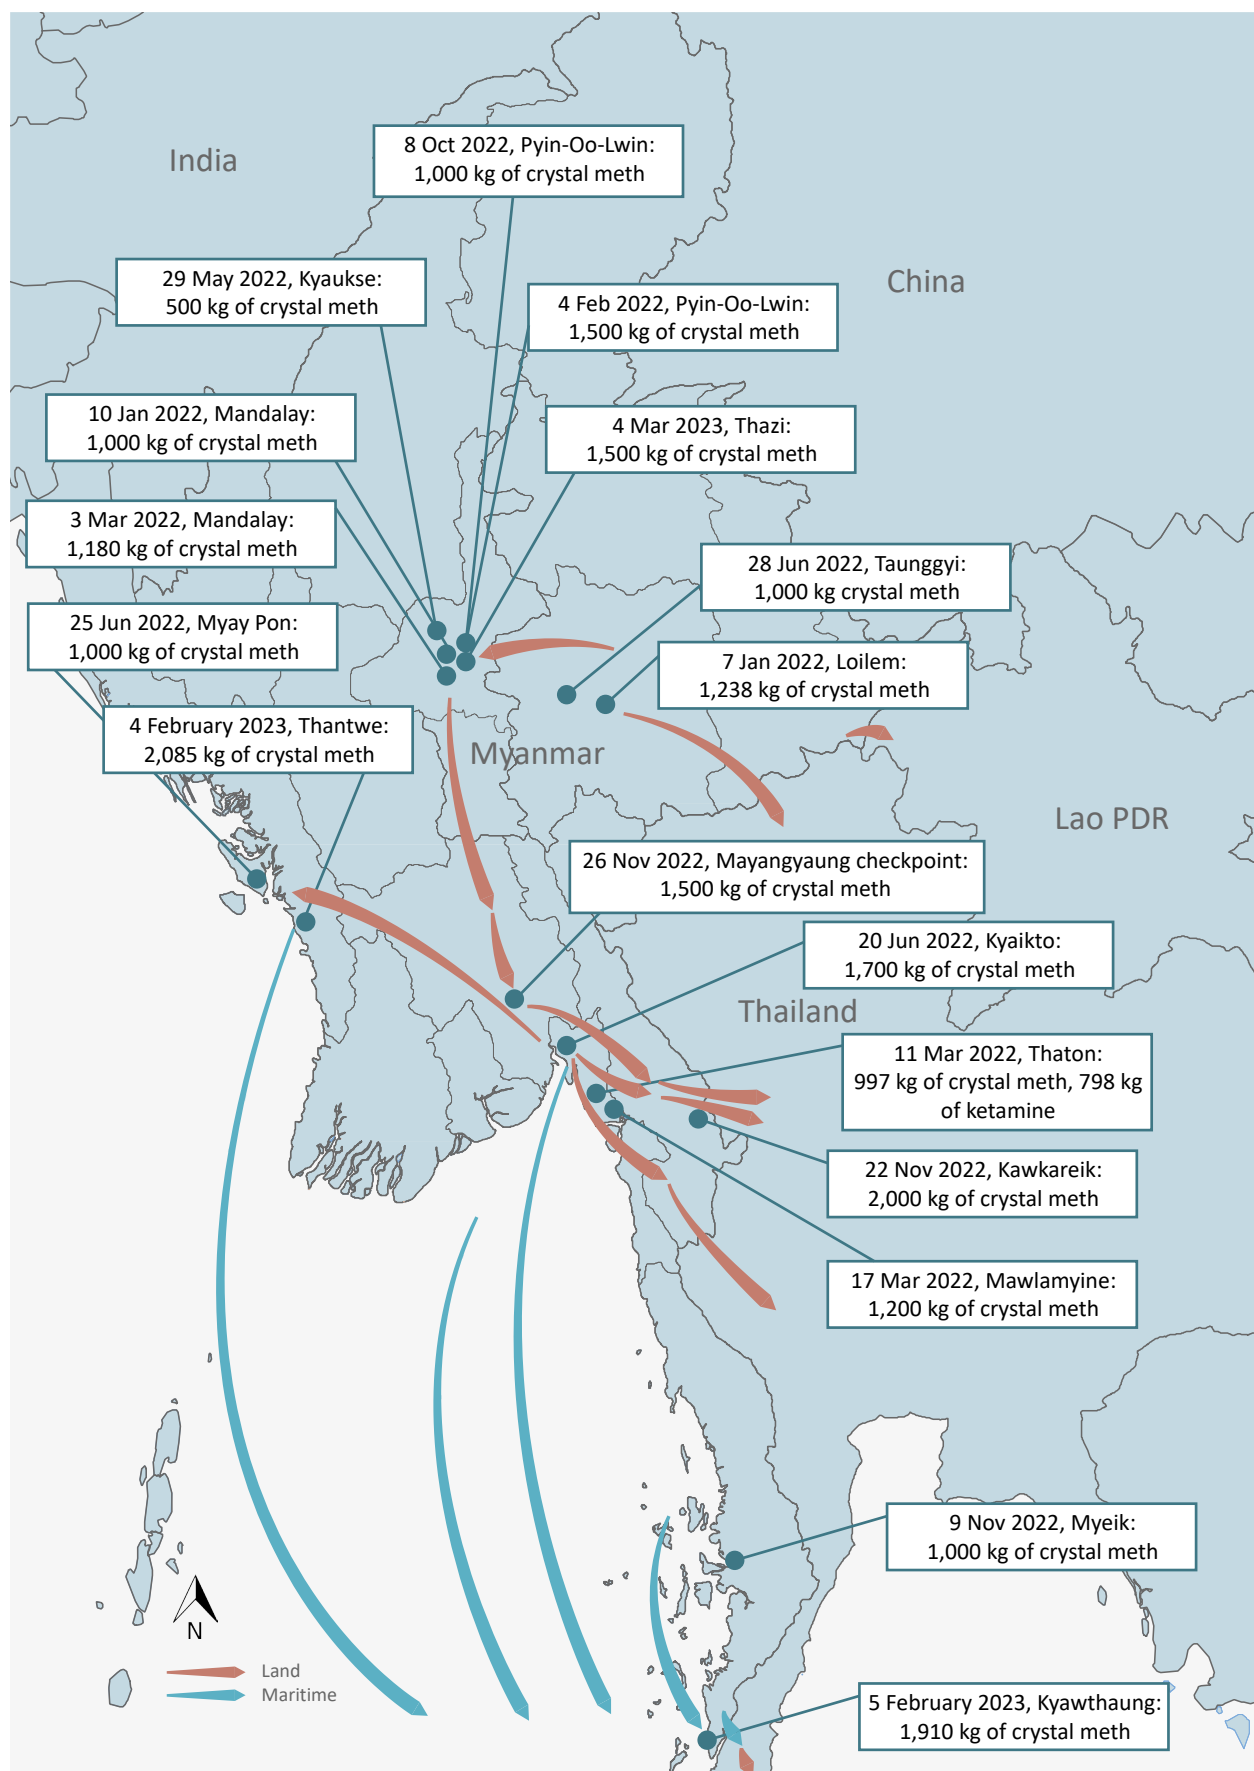 8 Oct 2022, Pyin-Oo-Lwin:
1,000 kg of crystal meth
India
29 May 2022, Kyaukse:
500 kg of crystal meth
China
4 Feb 2022, Pyin-Oo-Lwin:
1,500 kg of crystal meth
10 Jan 2022, Mandalay:
1,000 kg of crystal meth
4 Mar 2023, Thazi:
1,500 kg of crystal meth
3 Mar 2022, Mandalay:
1,180 kg of crystal meth
28 Jun 2022, Taunggyi:
1,000 kg crystal meth
25 Jun 2022, Myay Pon:
1,000 kg of crystal meth
7 Jan 2022, Loilem:
1,238 kg of crystal meth
4 February 2023, Thantwe:
2,085 kg of crystal meth
Myanmar
Lao PDR
26 Nov 2022, Mayangyaung checkpoint:
1,500 kg of crystal meth
20 Jun 2022, Kyaikto:
1,700 kg of crystal meth
Thailand
11 Mar 2022, Thaton:
997 kg of crystal meth, 798 kg
of ketamine
22 Nov 2022, Kawkareik:
2,000 kg of crystal meth
17 Mar 2022, Mawlamyine:
1,200 kg of crystal meth
9 Nov 2022, Myeik:
1,000 kg of crystal meth
N
Land
Maritime
5 February 2023, Kyawthaung:
1,910 kg of crystal meth